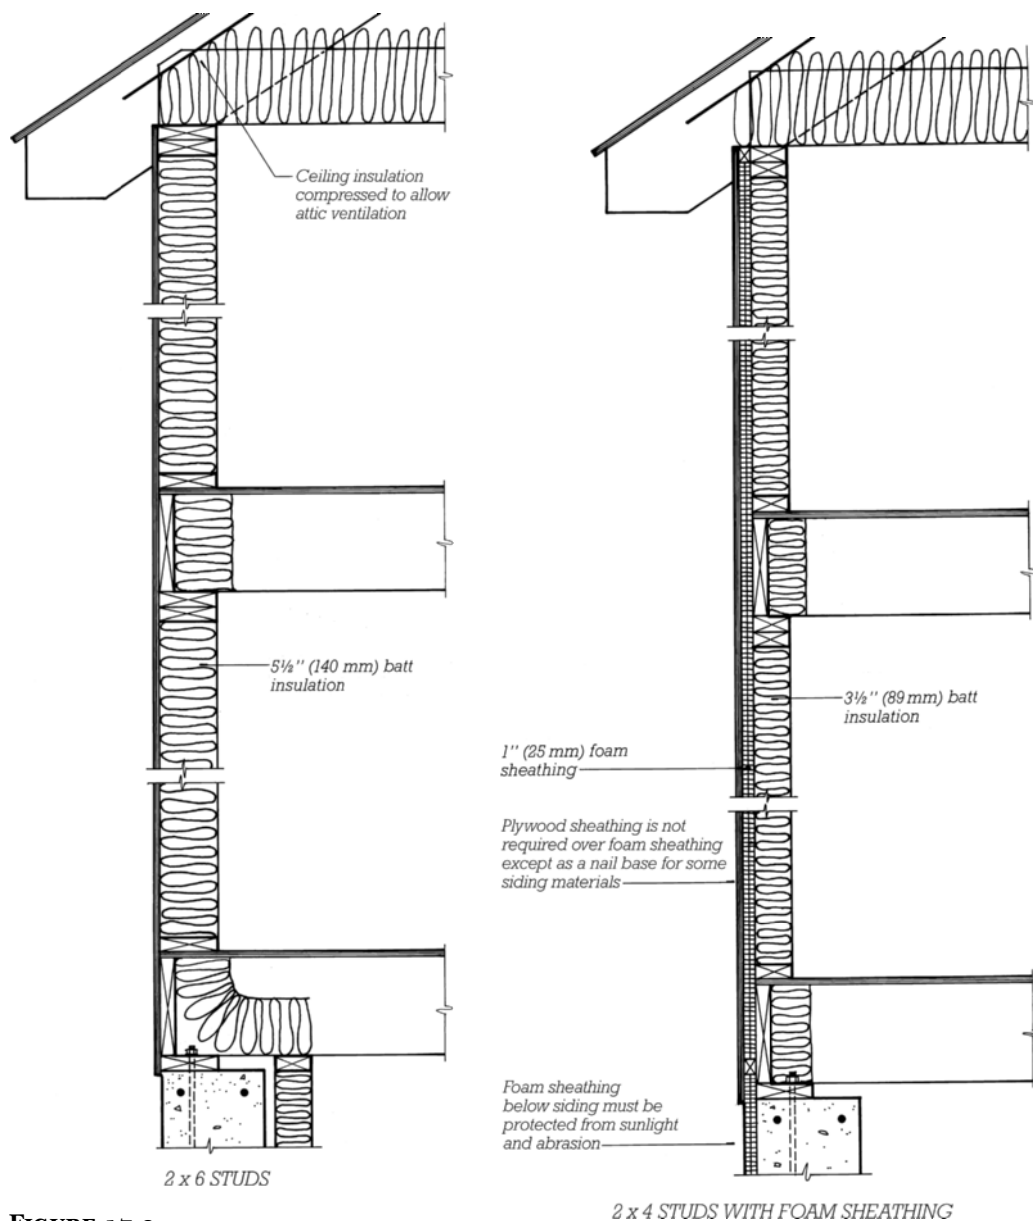 Ceiling insulation
compressed to allow
attic ventilation
5½" (140 mm) batt
insulation
2 x 6 STUDS
3½" (89 mm) batt
insulation
1" (25 mm) foam
sheathing
Plywood sheathing is not
required over foam sheathing
except as a nail base for some
siding materials
Foam sheathing
below siding must be
protected from sunlight
and abrasion
2 x 4 STUDS WITH FOAM SHEATHING
FIGURE